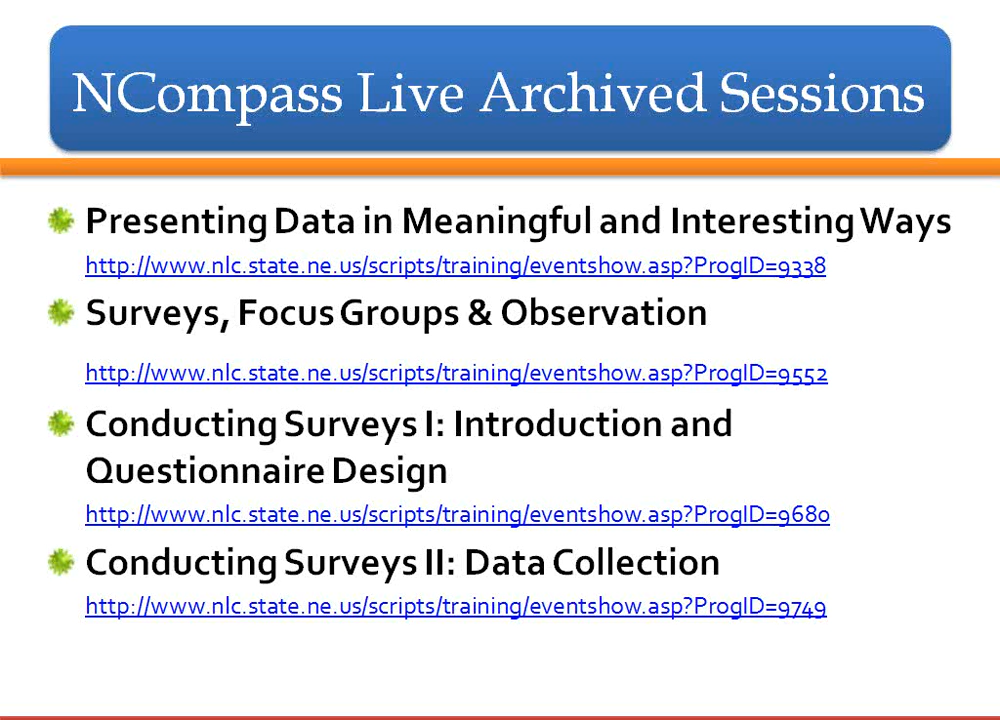 NCompass Live Archived Sessions
Presenting Data in Meaningful and Interesting Ways
http://www.nlc.state.ne.us/scripts/training/eventshow.asp?ProgID=9338
Surveys, Focus Groups & Observation
http://www.nlc.state.ne.us/scripts/training/eventshow.asp?ProgID=9552
Conducting Surveys I: Introduction and
Questionnaire Design
http://www.nlc.state.ne.us/scripts/training/eventshow.asp?ProgID=9680
Conducting Surveys II: Data Collection
http://www.nlc.state.ne.us/scripts/training/eventshow.asp?ProgID=9749